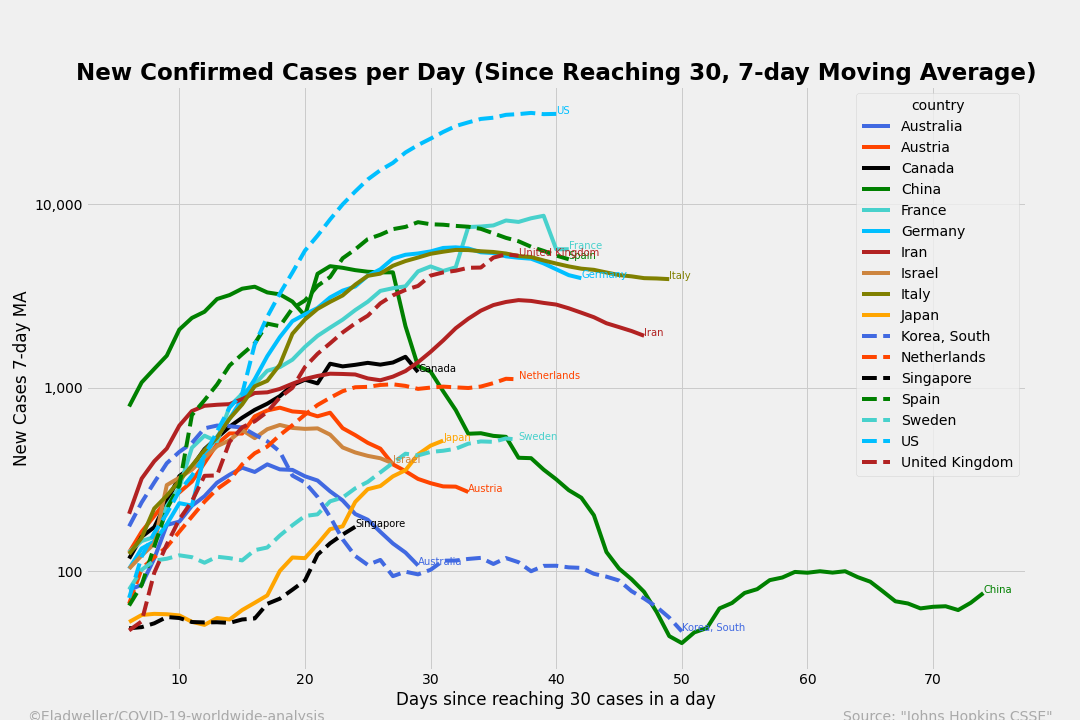 New Confirmed Cases per Day (Since Reaching 30, 7-day Moving Average)
New Cases 7-day MA
10,000
1,000
100
US
France
United Kingdom
Spain
Germany
Italy
Iran
Canada
Netherlands
Japan
Sweden
Israel
Austria
Singapore
Australia
Korea, South
China
country
Australia
Austria
Canada
China
France
Germany
Iran
Israel
Italy
Japan
Korea, South
Netherlands
Singapore
Spain
Sweden
US
United Kingdom
10 20 30 40 50 60 70
Days since reaching 30 cases in a day
©Eladweller/COVID-19-worldwide-analysis
Source: "Johns Hopkins CSSE"